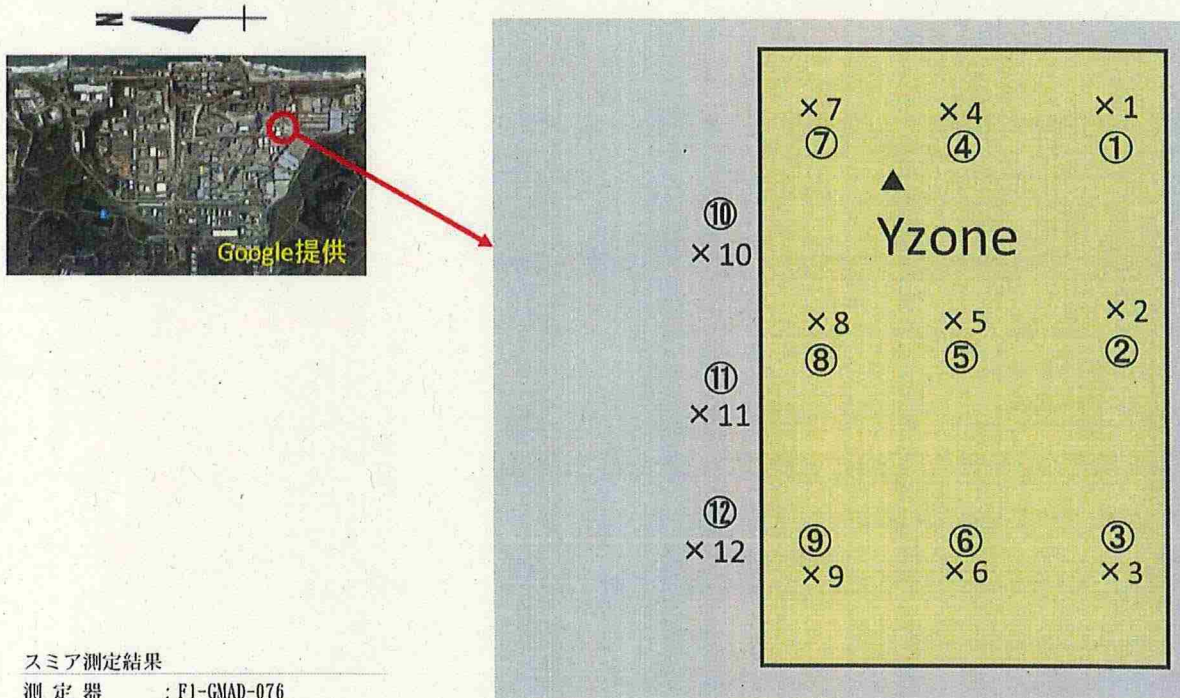 N
Google提供
×7 ×4 ×1
⑦ ④ ①
▲
⑩
Yzone
×10
×8 ×5 ×2
⑧ ⑤ ②
⑪
×11
⑫
×12
⑨ ⑥ ③
×9 ×6 ×3
スミア測定結果
測定器 : F1-GMAD-076